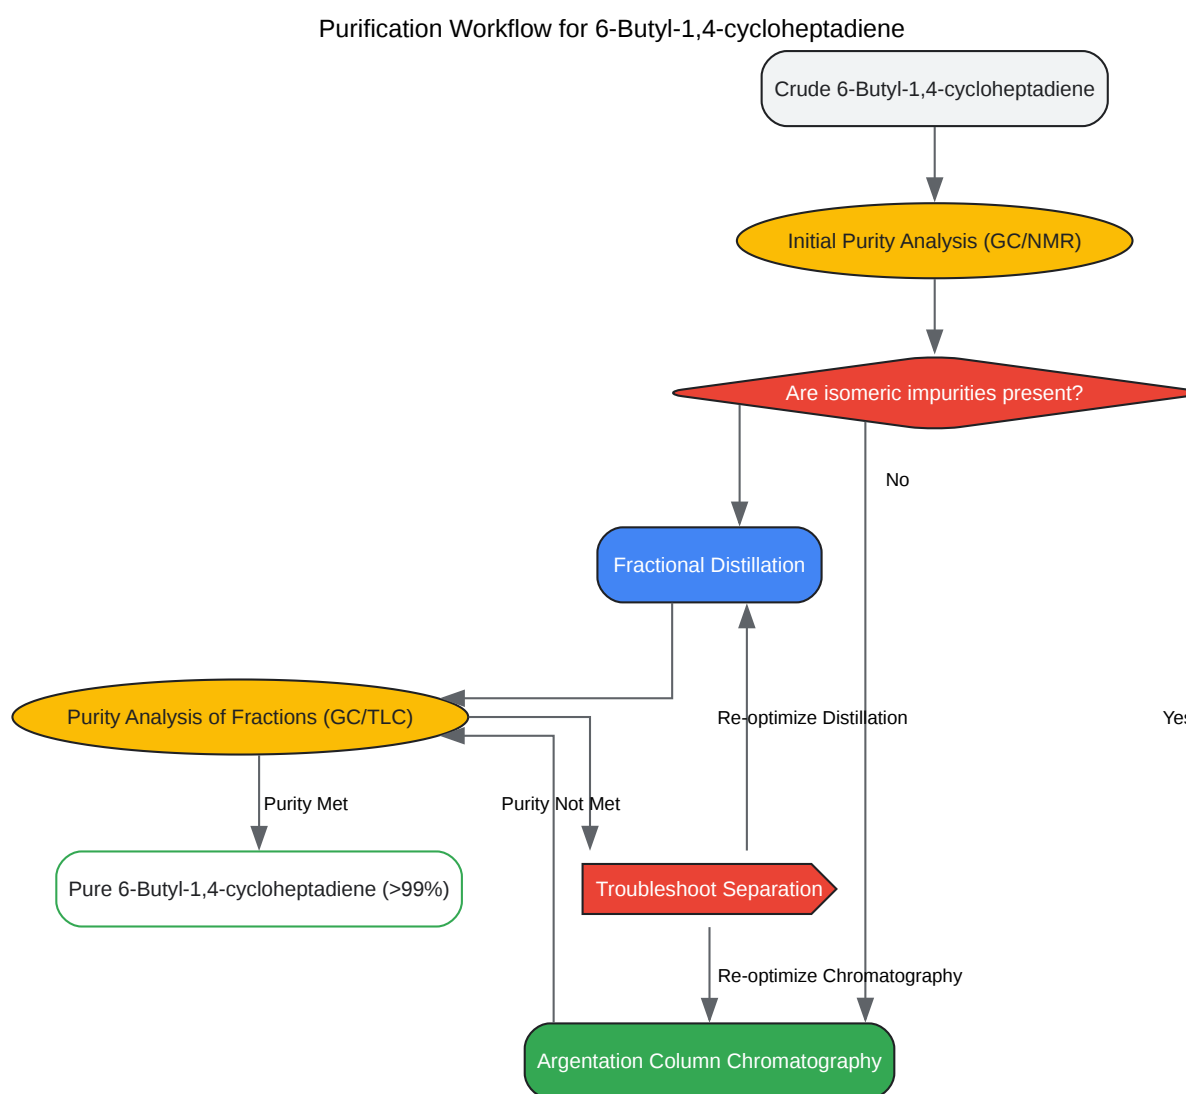 Purification Workflow for 6-Butyl-1,4-cycloheptadiene
Crude 6-Butyl-1,4-cycloheptadiene
Initial Purity Analysis (GC/NMR)
Are isomeric impurities present?
No
Fractional Distillation
Purity Analysis of Fractions (GC/TLC)
Re-optimize Distillation
Yes
Purity Met
Purity Not Met
Pure 6-Butyl-1,4-cycloheptadiene (>99%)
Troubleshoot Separation
Re-optimize Chromatography
Argentation Column Chromatography